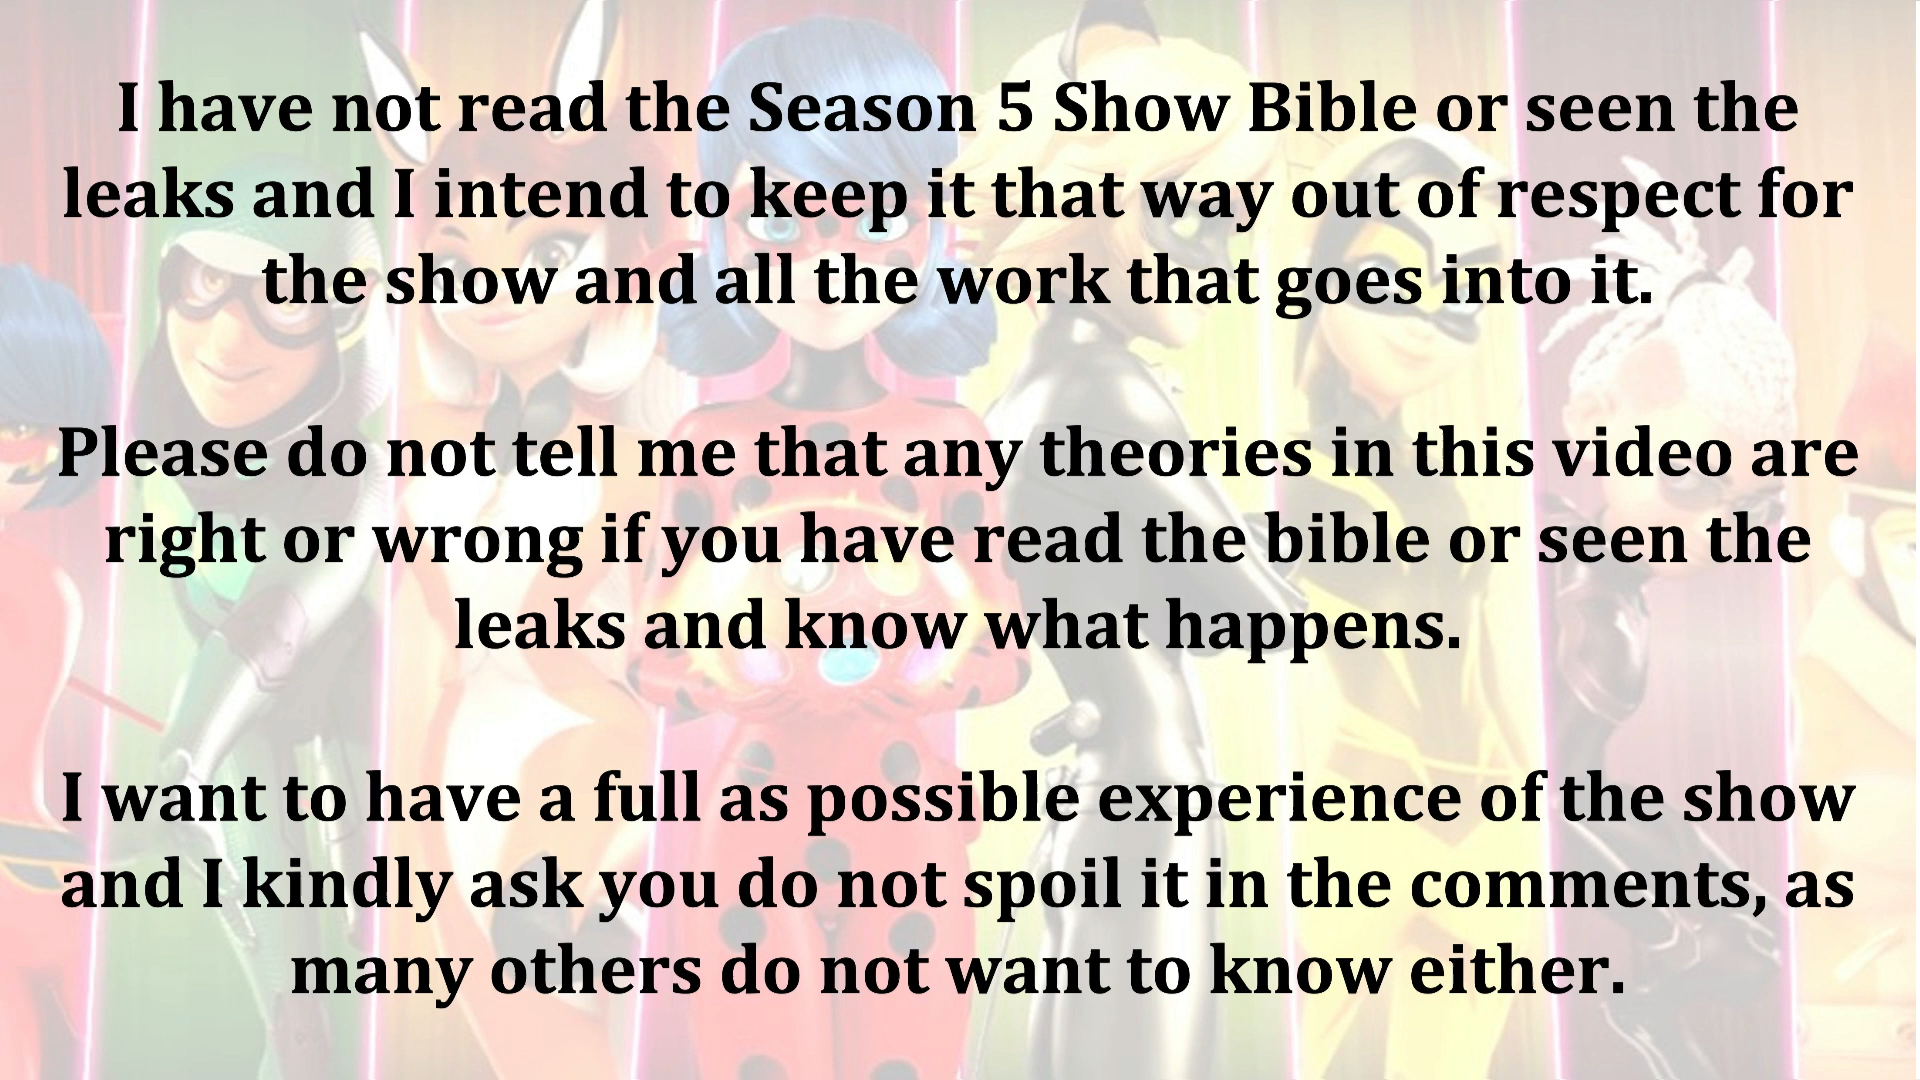 I have not read the Season 5 Show Bible or seen the
leaks and I intend to keep it that way out of respect for
the show and all the work that goes into it.
Please do not tell me that any theories in this video are
right or wrong if you have read the bible or seen the
leaks and know what happens.
I want to have a full as possible experience of the show
and I kindly ask you do not spoil it in the comments, as
many others do not want to know either.